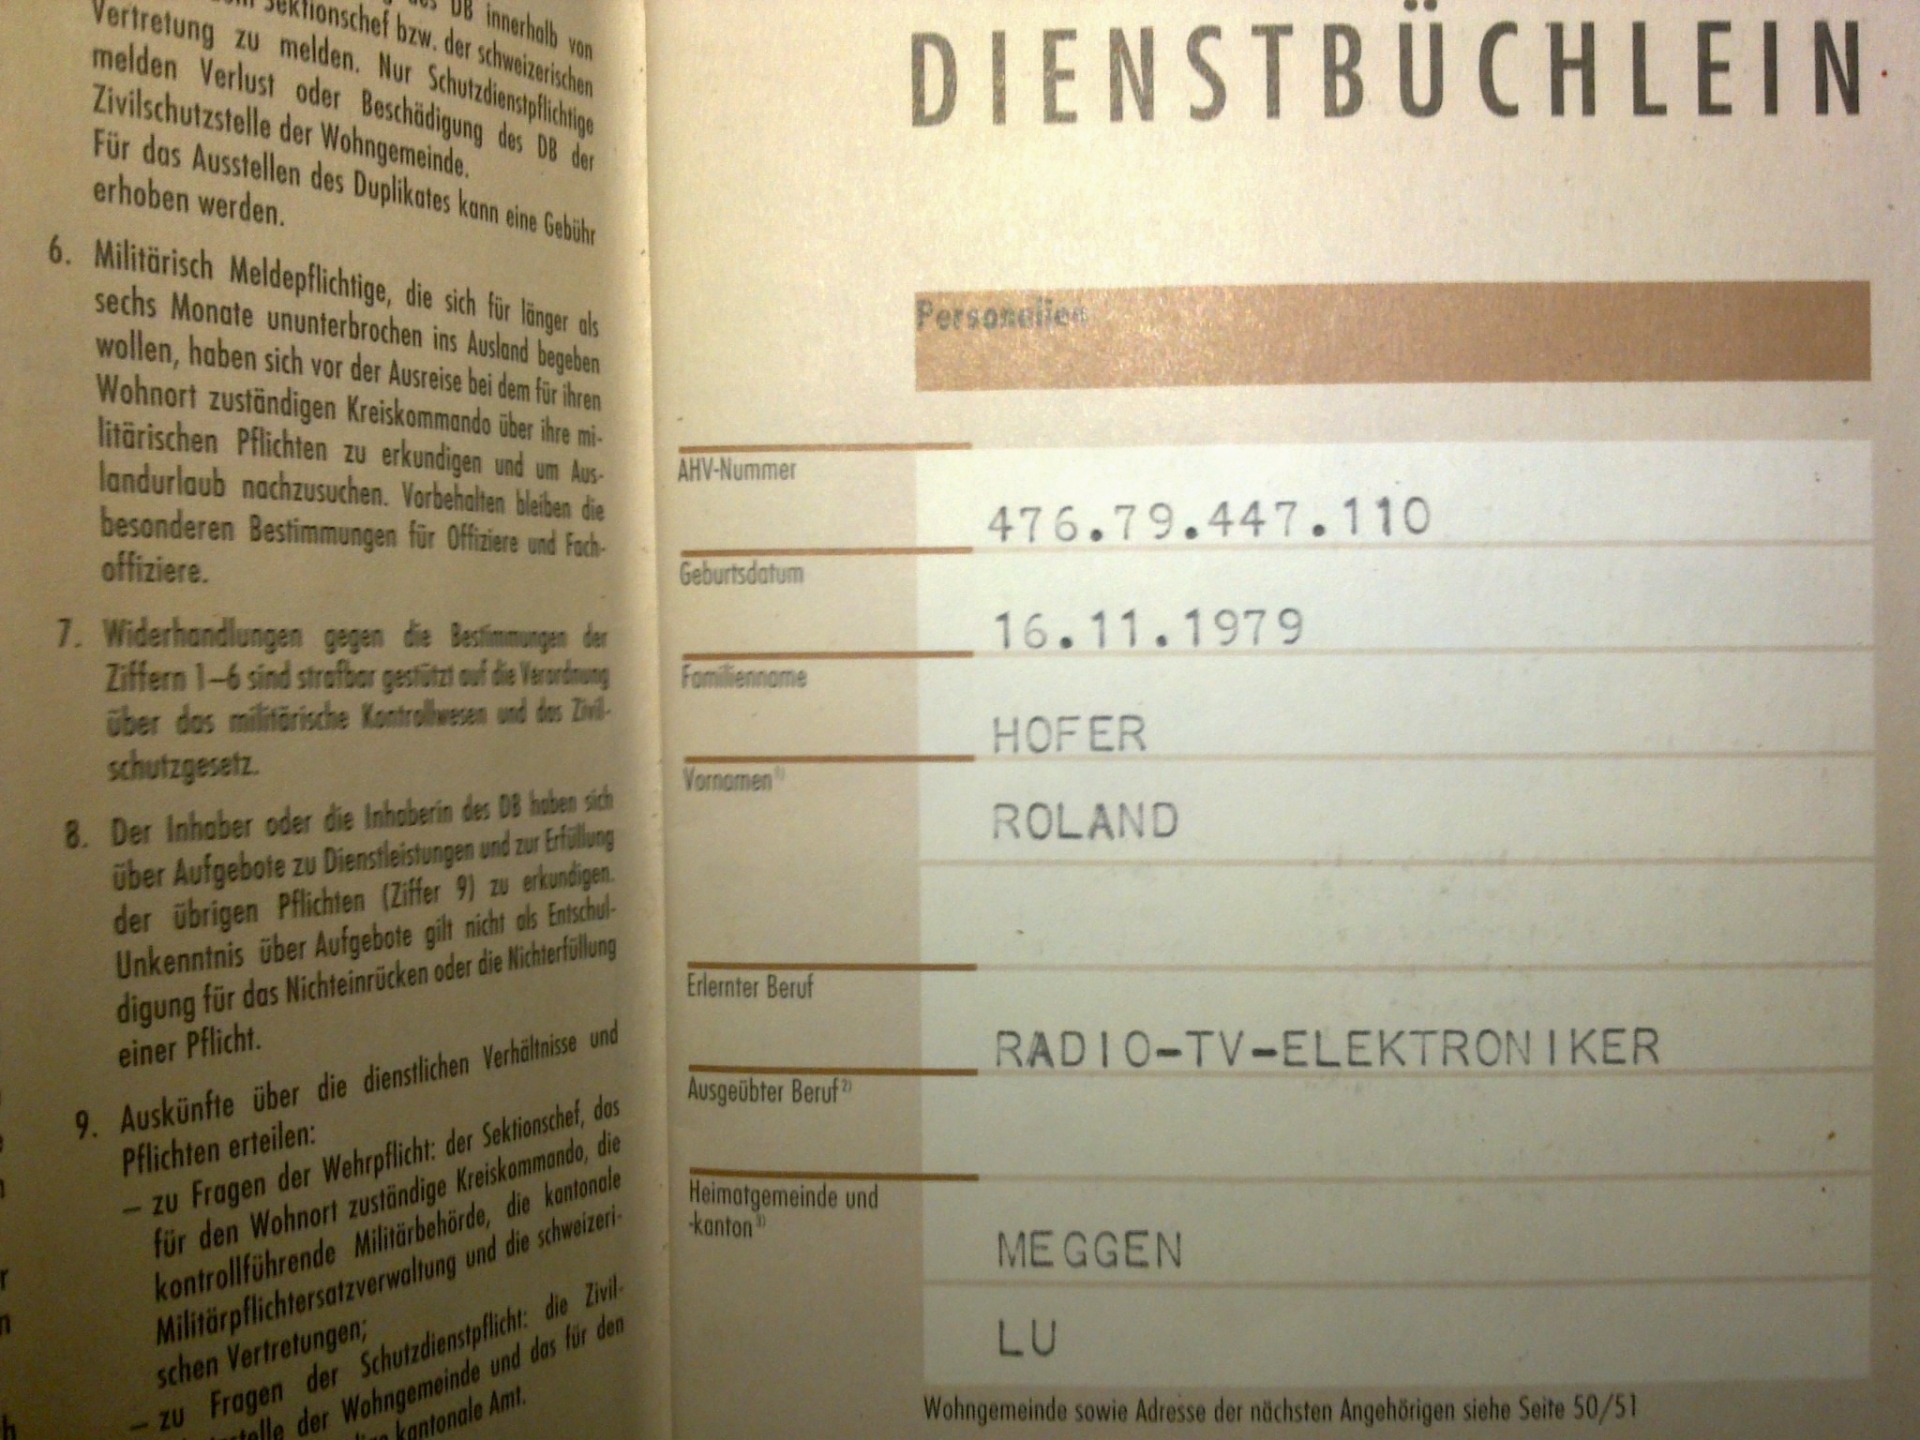 des DB innerhalb von
Sektionschef bzw. der schweizerischen
Vertretung zu melden. Nur Schutzdienstpflichtige
melden Verlust oder Beschädigung des DB der
Zivilschutzstelle der Wohngemeinde.
Für das Ausstellen des Duplikates kann eine Gebühr
erhoben werden.
6. Militärisch Meldepflichtige, die sich für länger als
sechs Monate ununterbrochen ins Ausland begeben
wollen, haben sich vor der Ausreise bei dem für ihren
Wohnort zuständigen Kreiskommando über ihre mi-
litärischen Pflichten zu erkundigen und um Aus-
landurlaub nachzusuchen. Vorbehalten bleiben die
besonderen Bestimmungen für Offiziere und Fach-
offiziere.
7. Widerhandlungen gegen die Bestimmungen der
Ziffern 1–6 sind strafbar gestützt auf die Verordnung
über das militärische Kontrollwesen und das Zivil-
schutzgesetz.
8. Der Inhaber oder die Inhaberin des DB haben sich
über Aufgebote zu Dienstleistungen und zur Erfüllung
der übrigen Pflichten (Ziffer 9) zu erkundigen.
Unkenntnis über Aufgebote gilt nicht als Entschul-
digung für das Nichteinrücken oder die Nichterfüllung
einer Pflicht.
9. Auskünfte über die dienstlichen Verhältnisse und
Pflichten erteilen:
– zu Fragen der Wehrpflicht: der Sektionschef, das
für den Wohnort zuständige Kreiskommando, die
kontrollführende Militärbehörde, die kantonale
Militärpflichtersatzverwaltung und die schweizeri-
schen Vertretungen;
– zu Fragen der Schutzdienstpflicht: die Zivil-
der Wohngemeinde und das für den
kantonale Amt.
DIENSTBÜCHLEIN
Personalien
AHV-Nummer
476.79.447.110
Geburtsdatum
16.11.1979
Familienname
HOFER
Vornamen 1)
ROLAND
Erlernter Beruf
RADIO-TV-ELEKTRONIKER
Ausgeübter Beruf 2)
Heimatgemeinde und
-kanton 3)
MEGGEN
LU
Wohngemeinde sowie Adresse der nächsten Angehörigen siehe Seite 50/51